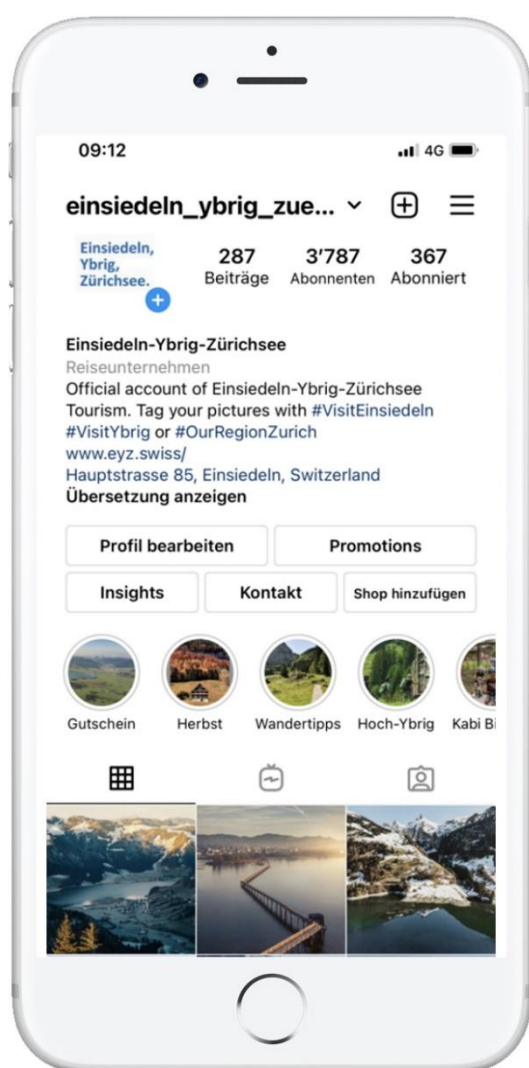 09:12
4G
einsiedeln_ybrig_zue...
Einsiedeln,
Ybrig,
Zürichsee.
287 3'787 367
Beiträge Abonnenten Abonniert
Einsiedeln-Ybrig-Zürichsee
Reiseunternehmen
Official account of Einsiedeln-Ybrig-Zürichsee
Tourism. Tag your pictures with #VisitEinsiedeln
#VisitYbrig or #OurRegionZurich
www.eyz.swiss/
Hauptstrasse 85, Einsiedeln, Switzerland
Übersetzung anzeigen
Profil bearbeiten Promotions
Insights Kontakt Shop hinzufügen
Gutschein Herbst Wandertipps Hoch-Ybrig Kabi Bi